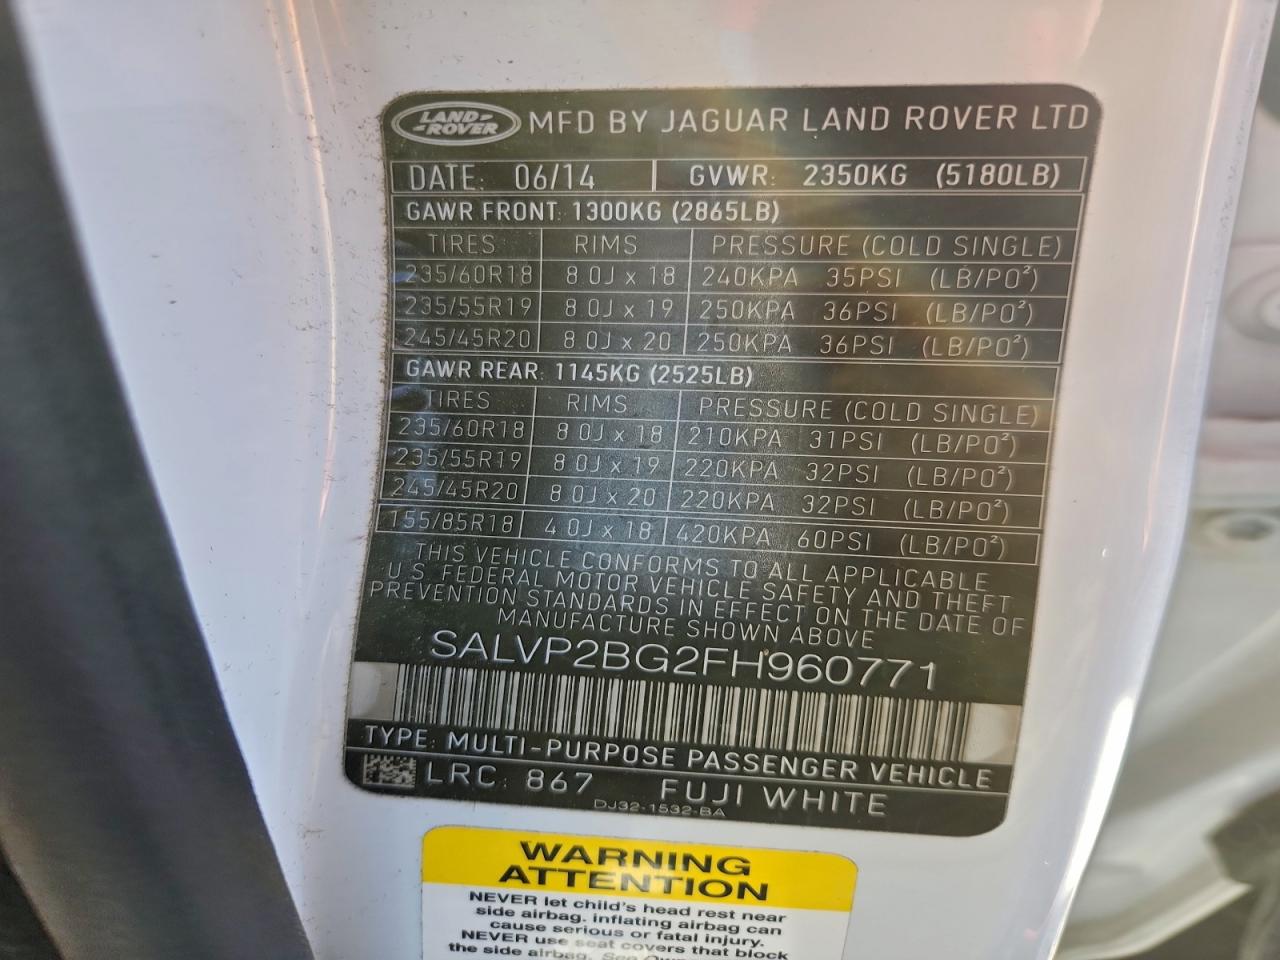 LAND ROVER MFD BY JAGUAR LAND ROVER LTD
DATE: 06/14 GVWR: 2350KG (5180LB)
GAWR FRONT: 1300KG (2865LB)
TIRES RIMS PRESSURE (COLD SINGLE)
235/60R18 8.0J x 18 240KPA 35PSI (LB/PO²)
235/55R19 8.0J x 19 250KPA 36PSI (LB/PO²)
245/45R20 8.0J x 20 250KPA 36PSI (LB/PO²)
GAWR REAR: 1145KG (2525LB)
TIRES RIMS PRESSURE (COLD SINGLE)
235/60R18 8.0J x 18 210KPA 31PSI (LB/PO²)
235/55R19 8.0J x 19 220KPA 32PSI (LB/PO²)
245/45R20 8.0J x 20 220KPA 32PSI (LB/PO²)
155/85R18 4.0J x 18 420KPA 60PSI (LB/PO²)
THIS VEHICLE CONFORMS TO ALL APPLICABLE
U.S. FEDERAL MOTOR VEHICLE SAFETY AND THEFT
PREVENTION STANDARDS IN EFFECT ON THE DATE OF
MANUFACTURE SHOWN ABOVE
SALVP2BG2FH960771
TYPE: MULTI-PURPOSE PASSENGER VEHICLE
LRC: 867 FUJI WHITE
DJ32-1532-BA
WARNING
ATTENTION
NEVER let child's head rest near
side airbag. inflating airbag can
cause serious or fatal injury.
NEVER use seat covers that block
the side airbag. See